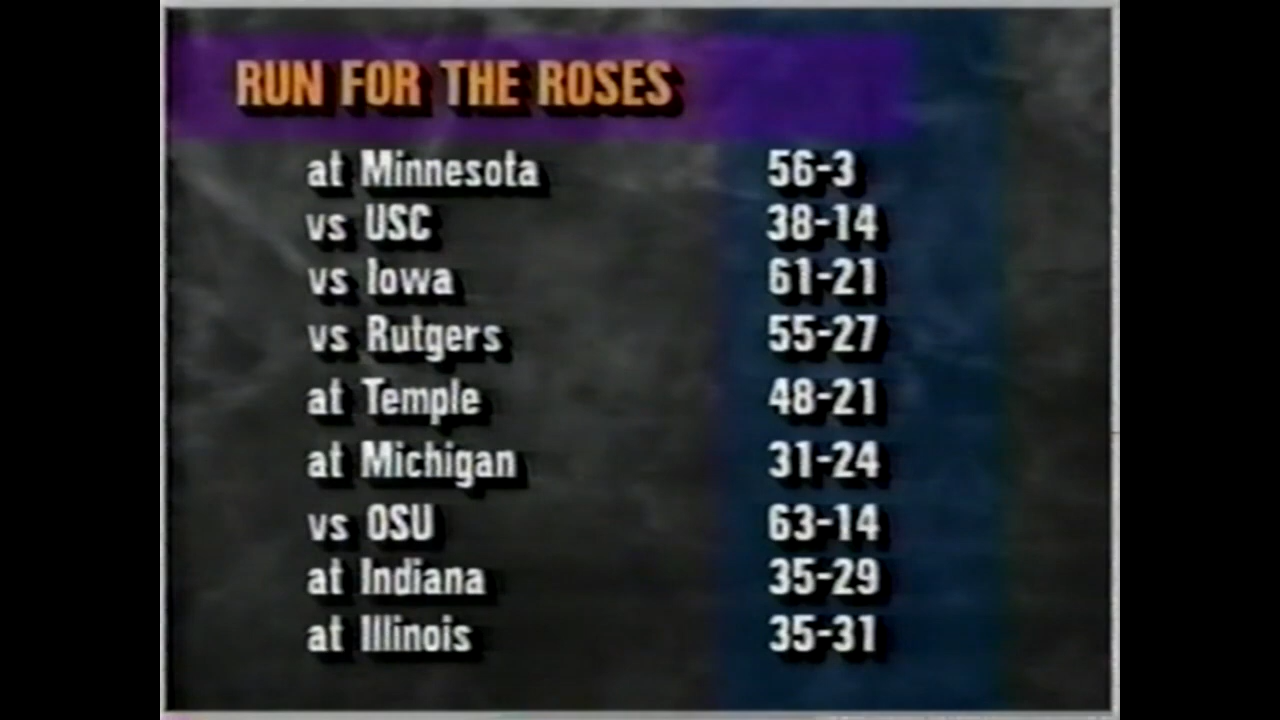 RUN FOR THE ROSES
at Minnesota 56-3
vs USC 38-14
vs Iowa 61-21
vs Rutgers 55-27
at Temple 48-21
at Michigan 31-24
vs OSU 63-14
at Indiana 35-29
at Illinois 35-31